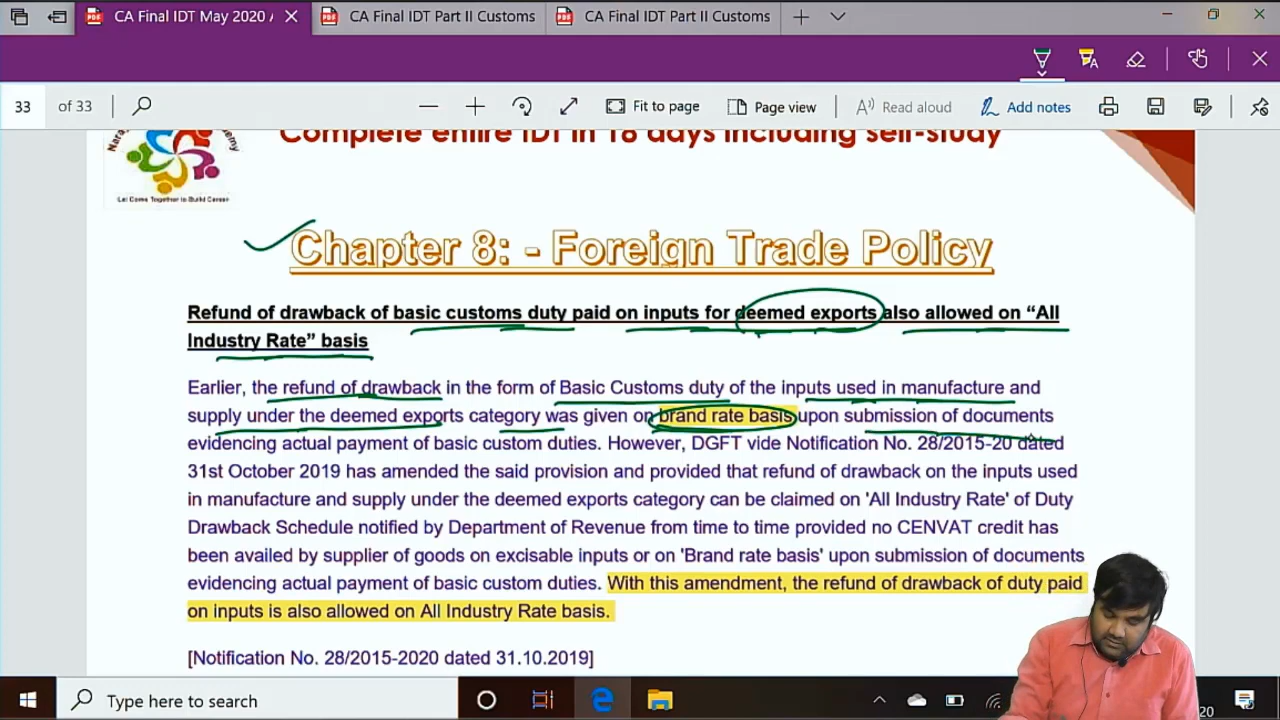 CA Final IDT May 2020 A
CA Final IDT Part II Customs
CA Final IDT Part II Customs
33 of 33
Fit to page
Page view
Read aloud
Add notes
Complete entire IDT in 18 days including self-study
Let Come Together to Build Career
Chapter 8: - Foreign Trade Policy
Refund of drawback of basic customs duty paid on inputs for deemed exports also allowed on “All
Industry Rate” basis
Earlier, the refund of drawback in the form of Basic Customs duty of the inputs used in manufacture and
supply under the deemed exports category was given on brand rate basis upon submission of documents
evidencing actual payment of basic custom duties. However, DGFT vide Notification No. 28/2015-20 dated
31st October 2019 has amended the said provision and provided that refund of drawback on the inputs used
in manufacture and supply under the deemed exports category can be claimed on 'All Industry Rate' of Duty
Drawback Schedule notified by Department of Revenue from time to time provided no CENVAT credit has
been availed by supplier of goods on excisable inputs or on 'Brand rate basis' upon submission of documents
evidencing actual payment of basic custom duties. With this amendment, the refund of drawback of duty paid
on inputs is also allowed on All Industry Rate basis.
[Notification No. 28/2015-2020 dated 31.10.2019]
Type here to search
20